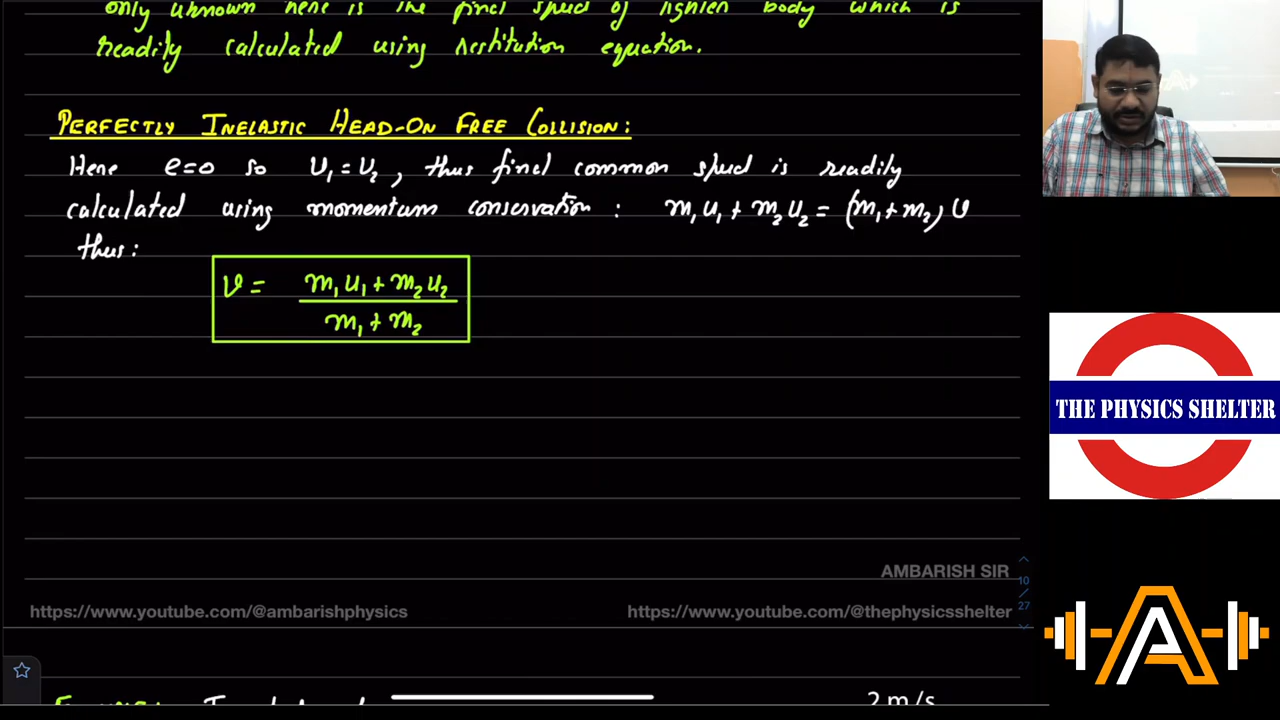 only unknown here is the final speed of lighter body which is
readily calculated using restitution equation.
PERFECTLY INELASTIC HEAD-ON FREE COLLISION:
Here e=0 so v₁=v₂, thus final common speed is readily
calculated using momentum conservation : m₁u₁ + m₂u₂ = (m₁+m₂) v
thus:
v = m₁u₁ + m₂u₂
m₁ + m₂
THE PHYSICS SHELTER
AMBARISH SIR
10
/
27
https://www.youtube.com/@ambarishphysics https://www.youtube.com/@thephysicsshelter
2 m/s